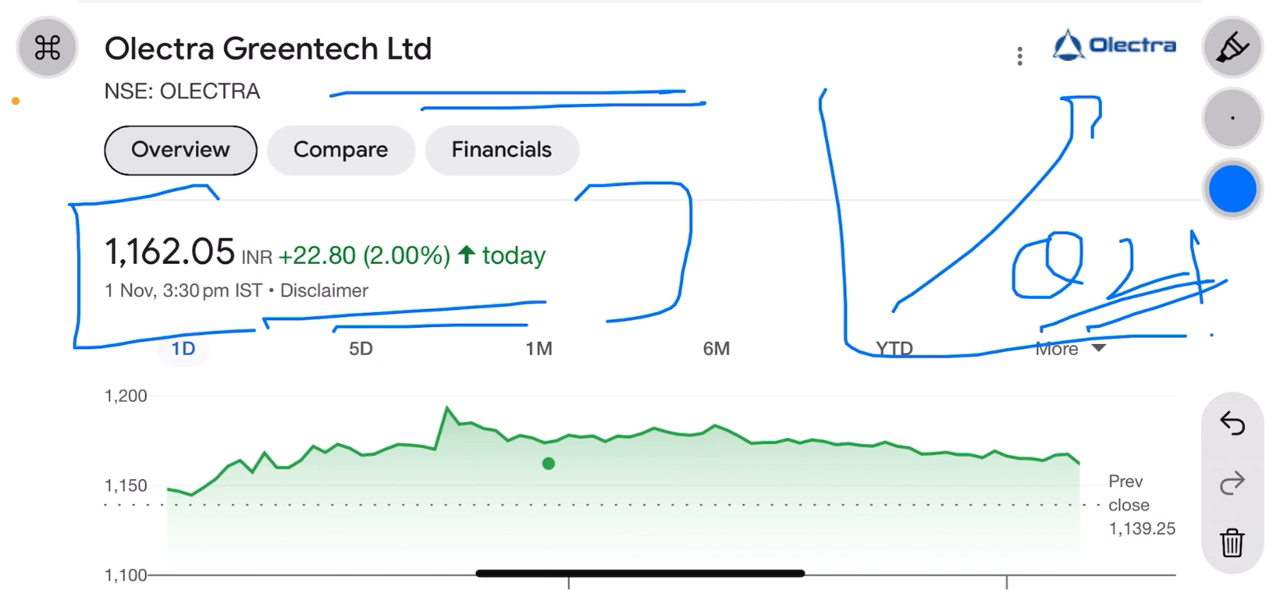 Olectra Greentech Ltd
Olectra
NSE: OLECTRA
Overview Compare Financials
1,162.05 INR +22.80 (2.00%) ↑ today
1 Nov, 3:30 pm IST • Disclaimer
1D 5D 1M 6M YTD More
1,200
1,150
Prev
close
1,139.25
1,100